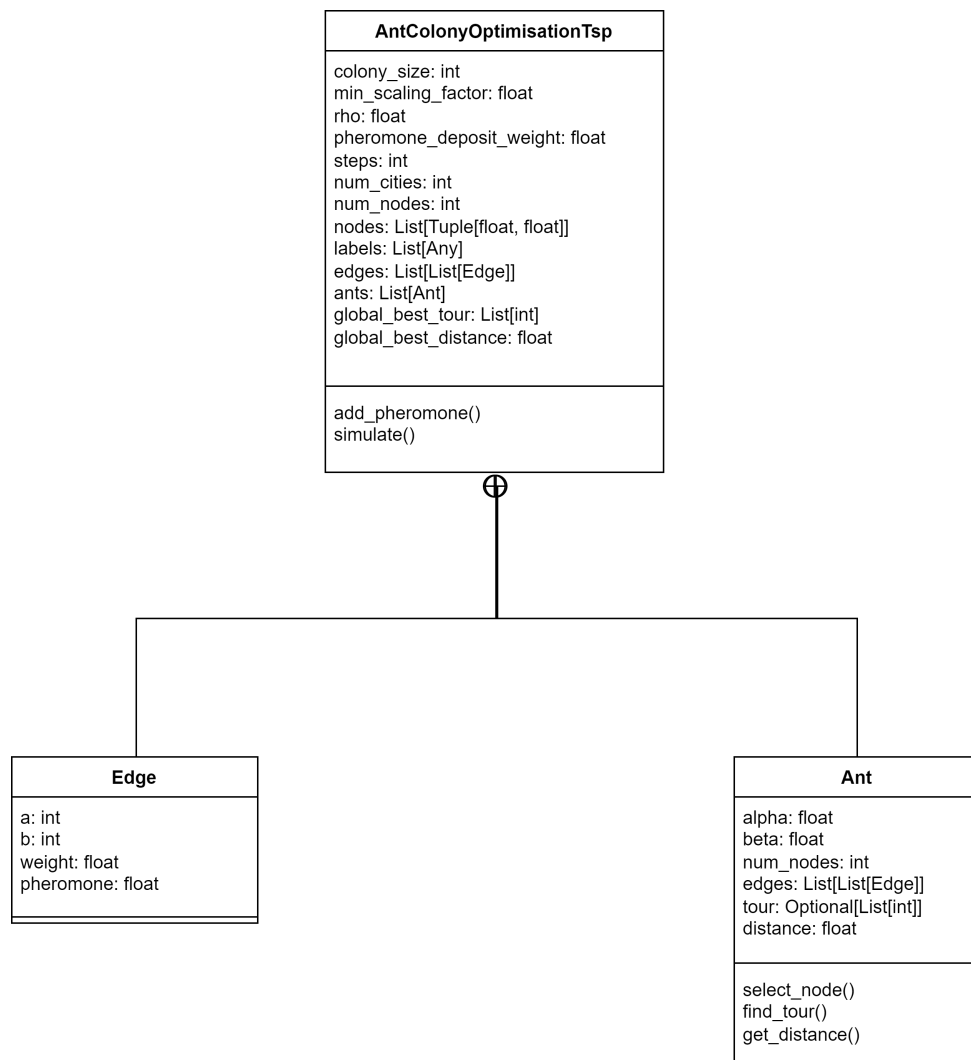 AntColonyOptimisationTsp
colony_size: int
min_scaling_factor: float
rho: float
pheromone_deposit_weight: float
steps: int
num_cities: int
num_nodes: int
nodes: List[Tuple[float, float]]
labels: List[Any]
edges: List[List[Edge]]
ants: List[Ant]
global_best_tour: List[int]
global_best_distance: float
add_pheromone()
simulate()
Edge
a: int
b: int
weight: float
pheromone: float
Ant
alpha: float
beta: float
num_nodes: int
edges: List[List[Edge]]
tour: Optional[List[int]]
distance: float
select_node()
find_tour()
get_distance()